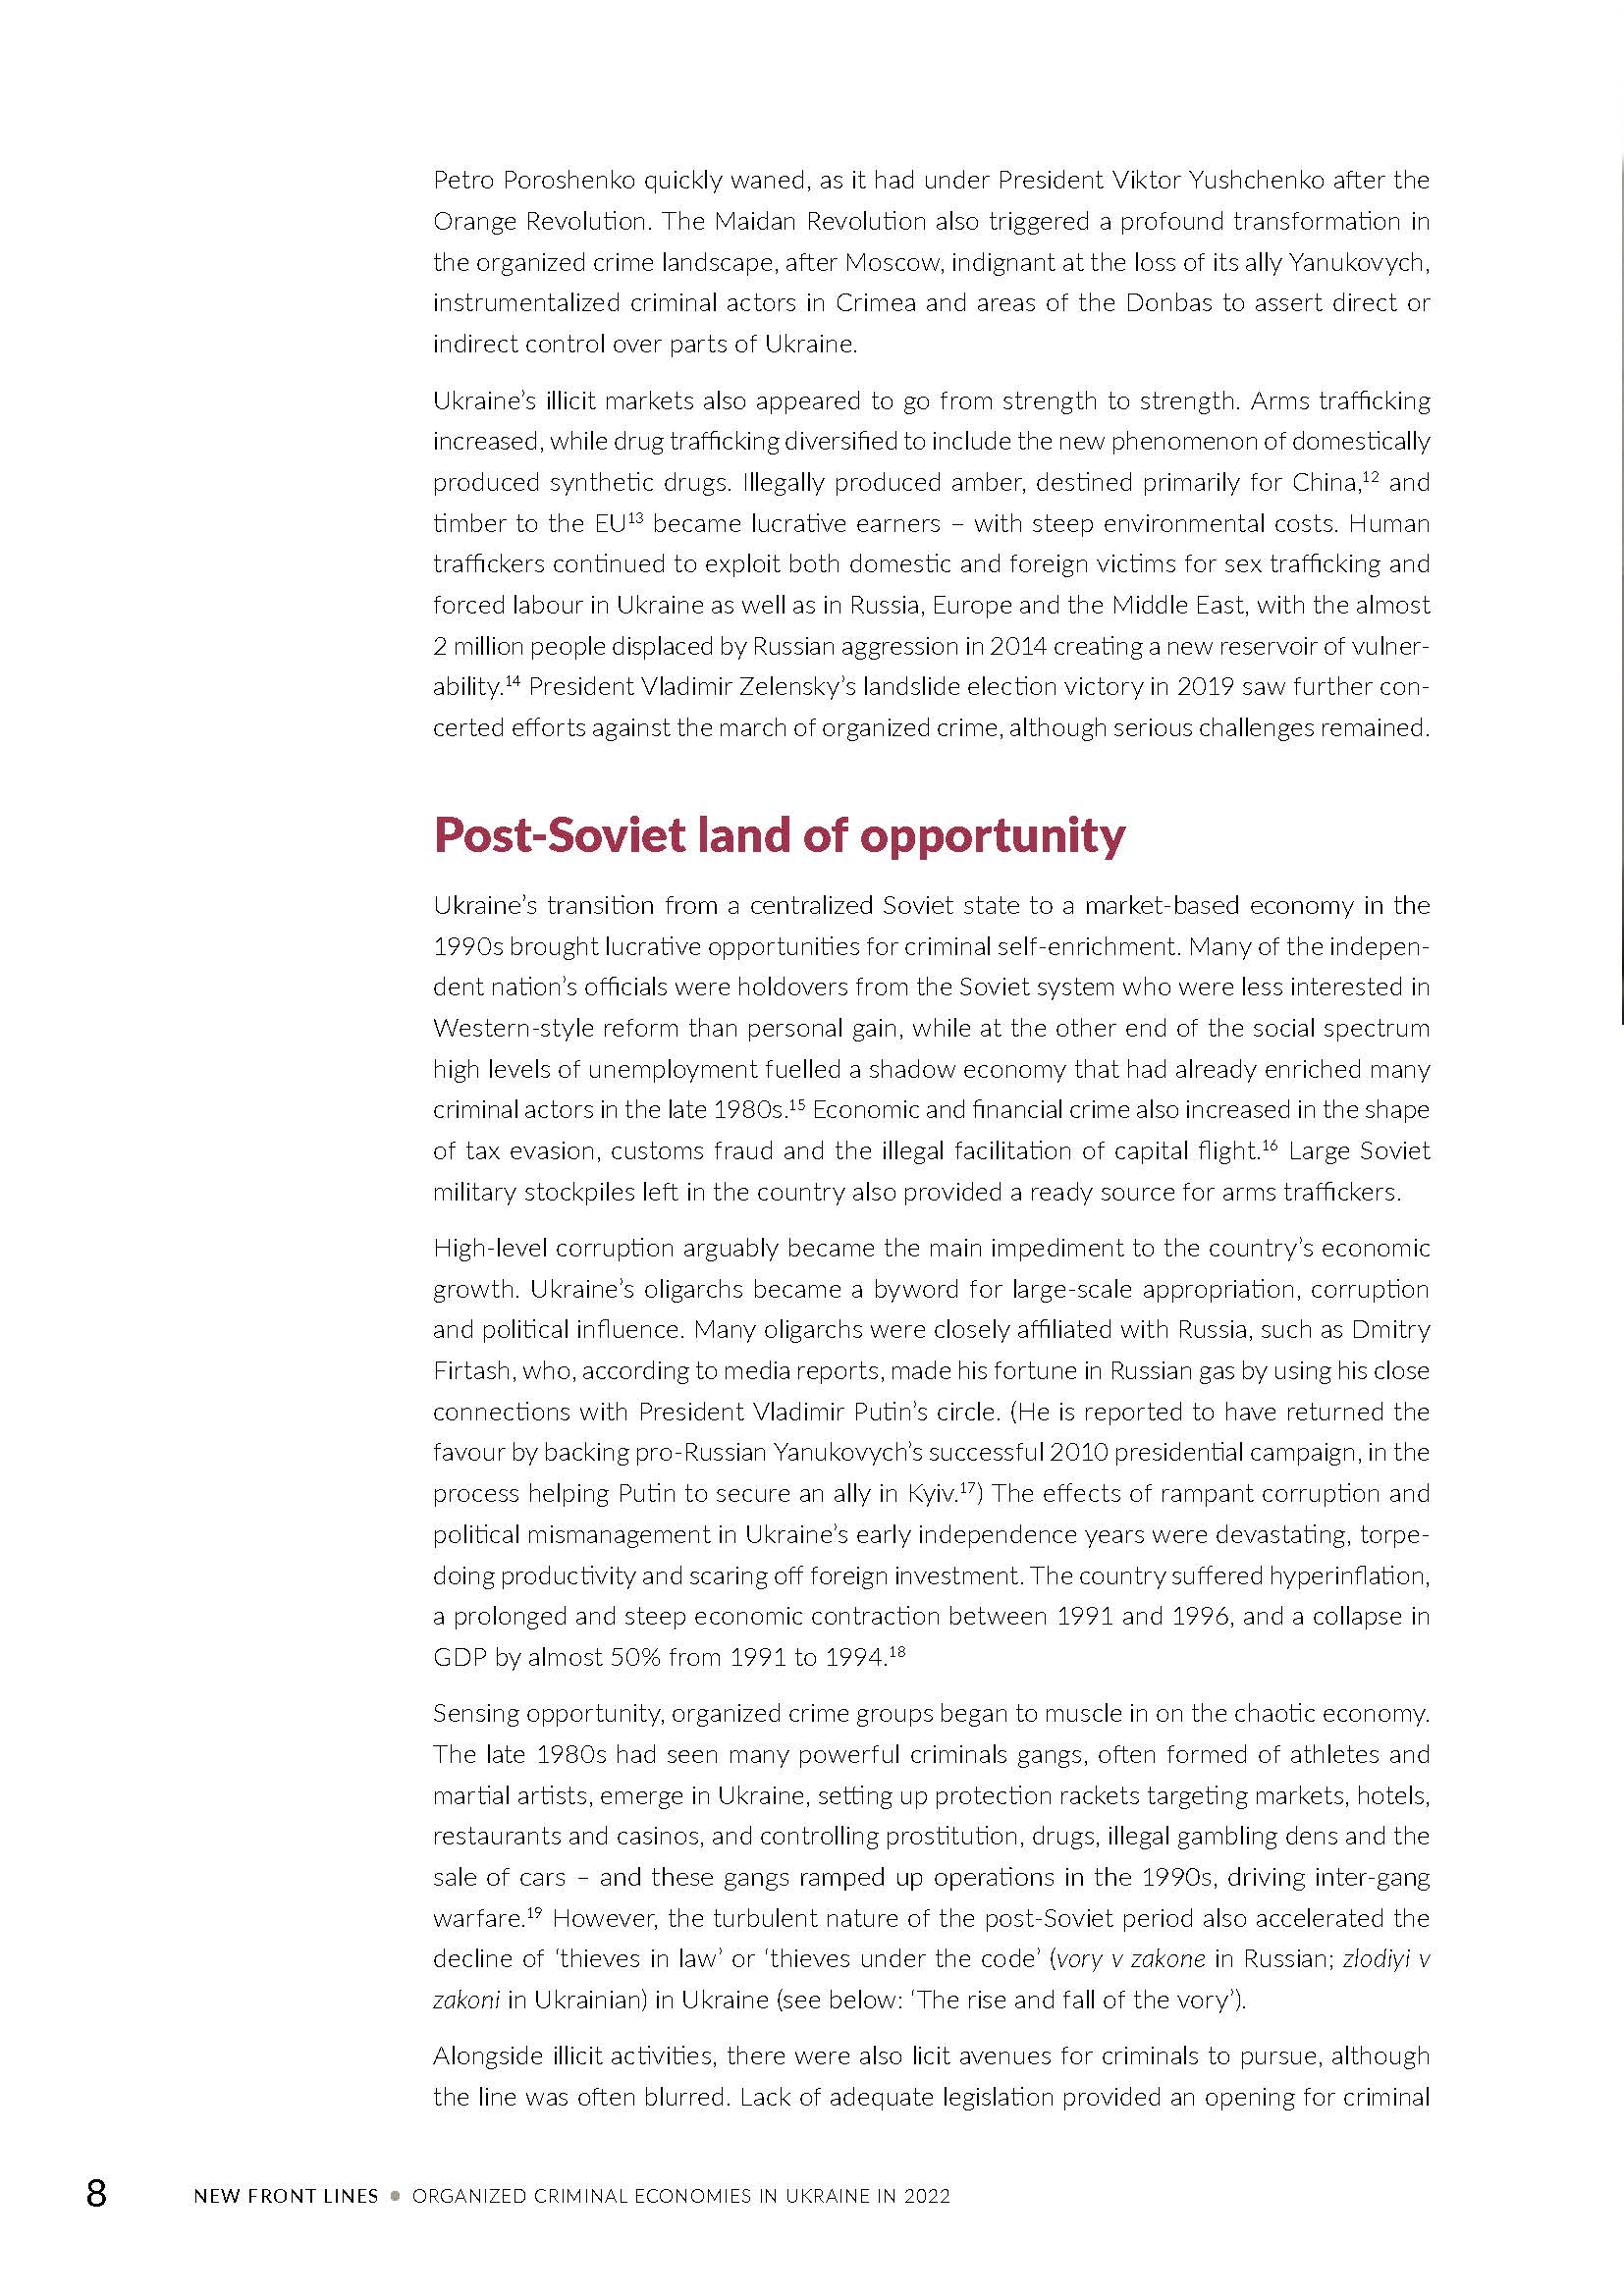 Petro Poroshenko quickly waned, as it had under President Viktor Yushchenko after the
Orange Revolution. The Maidan Revolution also triggered a profound transformation in
the organized crime landscape, after Moscow, indignant at the loss of its ally Yanukovych,
instrumentalized criminal actors in Crimea and areas of the Donbas to assert direct or
indirect control over parts of Ukraine.
Ukraine’s illicit markets also appeared to go from strength to strength. Arms trafficking
increased, while drug trafficking diversified to include the new phenomenon of domestically
produced synthetic drugs. Illegally produced amber, destined primarily for China,¹² and
timber to the EU¹³ became lucrative earners – with steep environmental costs. Human
traffickers continued to exploit both domestic and foreign victims for sex trafficking and
forced labour in Ukraine as well as in Russia, Europe and the Middle East, with the almost
2 million people displaced by Russian aggression in 2014 creating a new reservoir of vulner-
ability.¹⁴ President Vladimir Zelensky’s landslide election victory in 2019 saw further con-
certed efforts against the march of organized crime, although serious challenges remained.
Post-Soviet land of opportunity
Ukraine’s transition from a centralized Soviet state to a market-based economy in the
1990s brought lucrative opportunities for criminal self-enrichment. Many of the indepen-
dent nation’s officials were holdovers from the Soviet system who were less interested in
Western-style reform than personal gain, while at the other end of the social spectrum
high levels of unemployment fuelled a shadow economy that had already enriched many
criminal actors in the late 1980s.¹⁵ Economic and financial crime also increased in the shape
of tax evasion, customs fraud and the illegal facilitation of capital flight.¹⁶ Large Soviet
military stockpiles left in the country also provided a ready source for arms traffickers.
High-level corruption arguably became the main impediment to the country’s economic
growth. Ukraine’s oligarchs became a byword for large-scale appropriation, corruption
and political influence. Many oligarchs were closely affiliated with Russia, such as Dmitry
Firtash, who, according to media reports, made his fortune in Russian gas by using his close
connections with President Vladimir Putin’s circle. (He is reported to have returned the
favour by backing pro-Russian Yanukovych’s successful 2010 presidential campaign, in the
process helping Putin to secure an ally in Kyiv.¹⁷) The effects of rampant corruption and
political mismanagement in Ukraine’s early independence years were devastating, torpe-
doing productivity and scaring off foreign investment. The country suffered hyperinflation,
a prolonged and steep economic contraction between 1991 and 1996, and a collapse in
GDP by almost 50% from 1991 to 1994.¹⁸
Sensing opportunity, organized crime groups began to muscle in on the chaotic economy.
The late 1980s had seen many powerful criminals gangs, often formed of athletes and
martial artists, emerge in Ukraine, setting up protection rackets targeting markets, hotels,
restaurants and casinos, and controlling prostitution, drugs, illegal gambling dens and the
sale of cars – and these gangs ramped up operations in the 1990s, driving inter-gang
warfare.¹⁹ However, the turbulent nature of the post-Soviet period also accelerated the
decline of ‘thieves in law’ or ‘thieves under the code’ (vory v zakone in Russian; zlodiyi v
zakoni in Ukrainian) in Ukraine (see below: ‘The rise and fall of the vory’).
Alongside illicit activities, there were also licit avenues for criminals to pursue, although
the line was often blurred. Lack of adequate legislation provided an opening for criminal
8 NEW FRONT LINES • ORGANIZED CRIMINAL ECONOMIES IN UKRAINE IN 2022